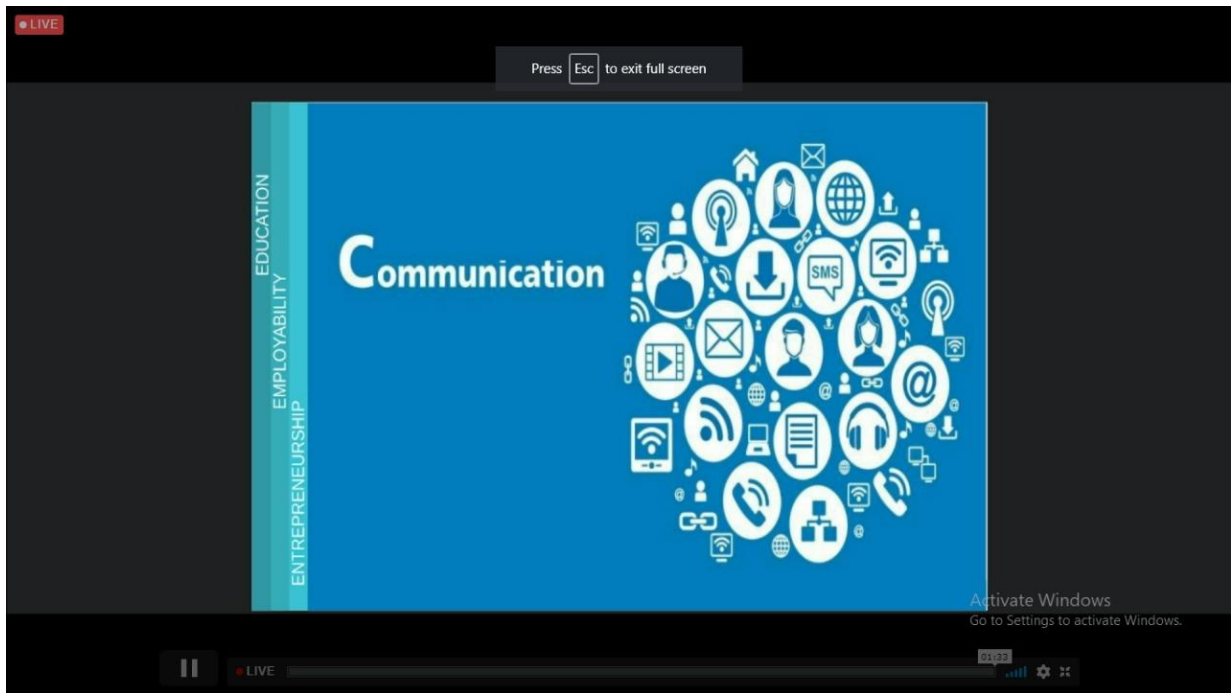 LIVE
Press Esc to exit full screen
EDUCATION
EMPLOYABILITY
ENTREPRENEURSHIP
Communication
SMS
@
@
@
@
@
@
Activate Windows
Go to Settings to activate Windows.
01:33
LIVE